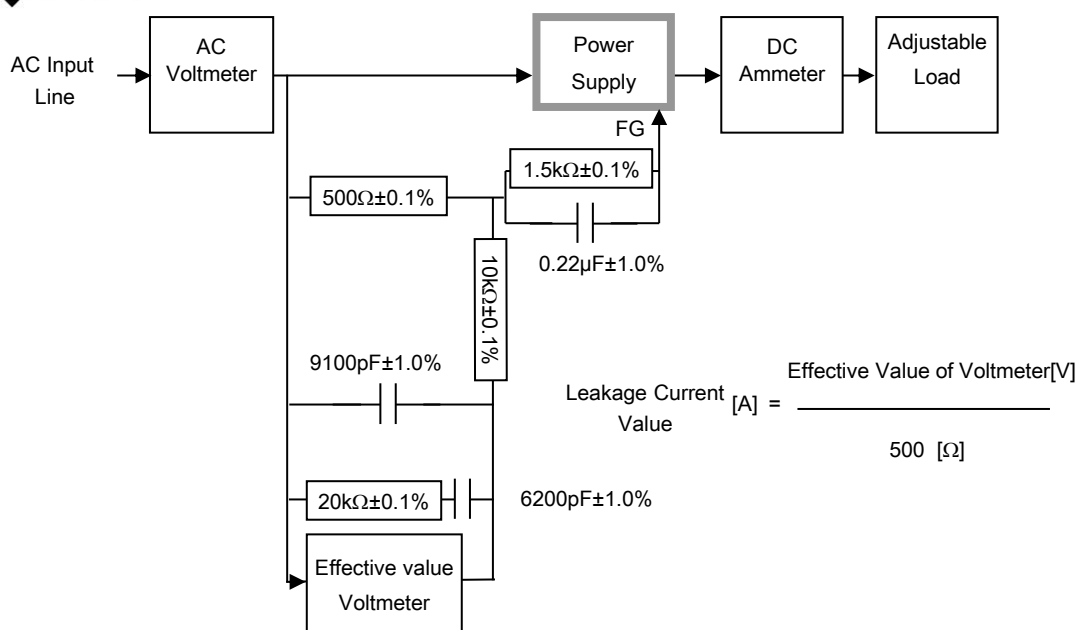 AC Input
Line
AC
Voltmeter
Power
Supply
DC
Ammeter
Adjustable
Load
FG
1.5kΩ±0.1%
500Ω±0.1%
0.22µF±1.0%
10kΩ±0.1%
9100pF±1.0%
Leakage Current
Value
[A] =
Effective Value of Voltmeter[V]
500 [Ω]
20kΩ±0.1%
6200pF±1.0%
Effective value
Voltmeter